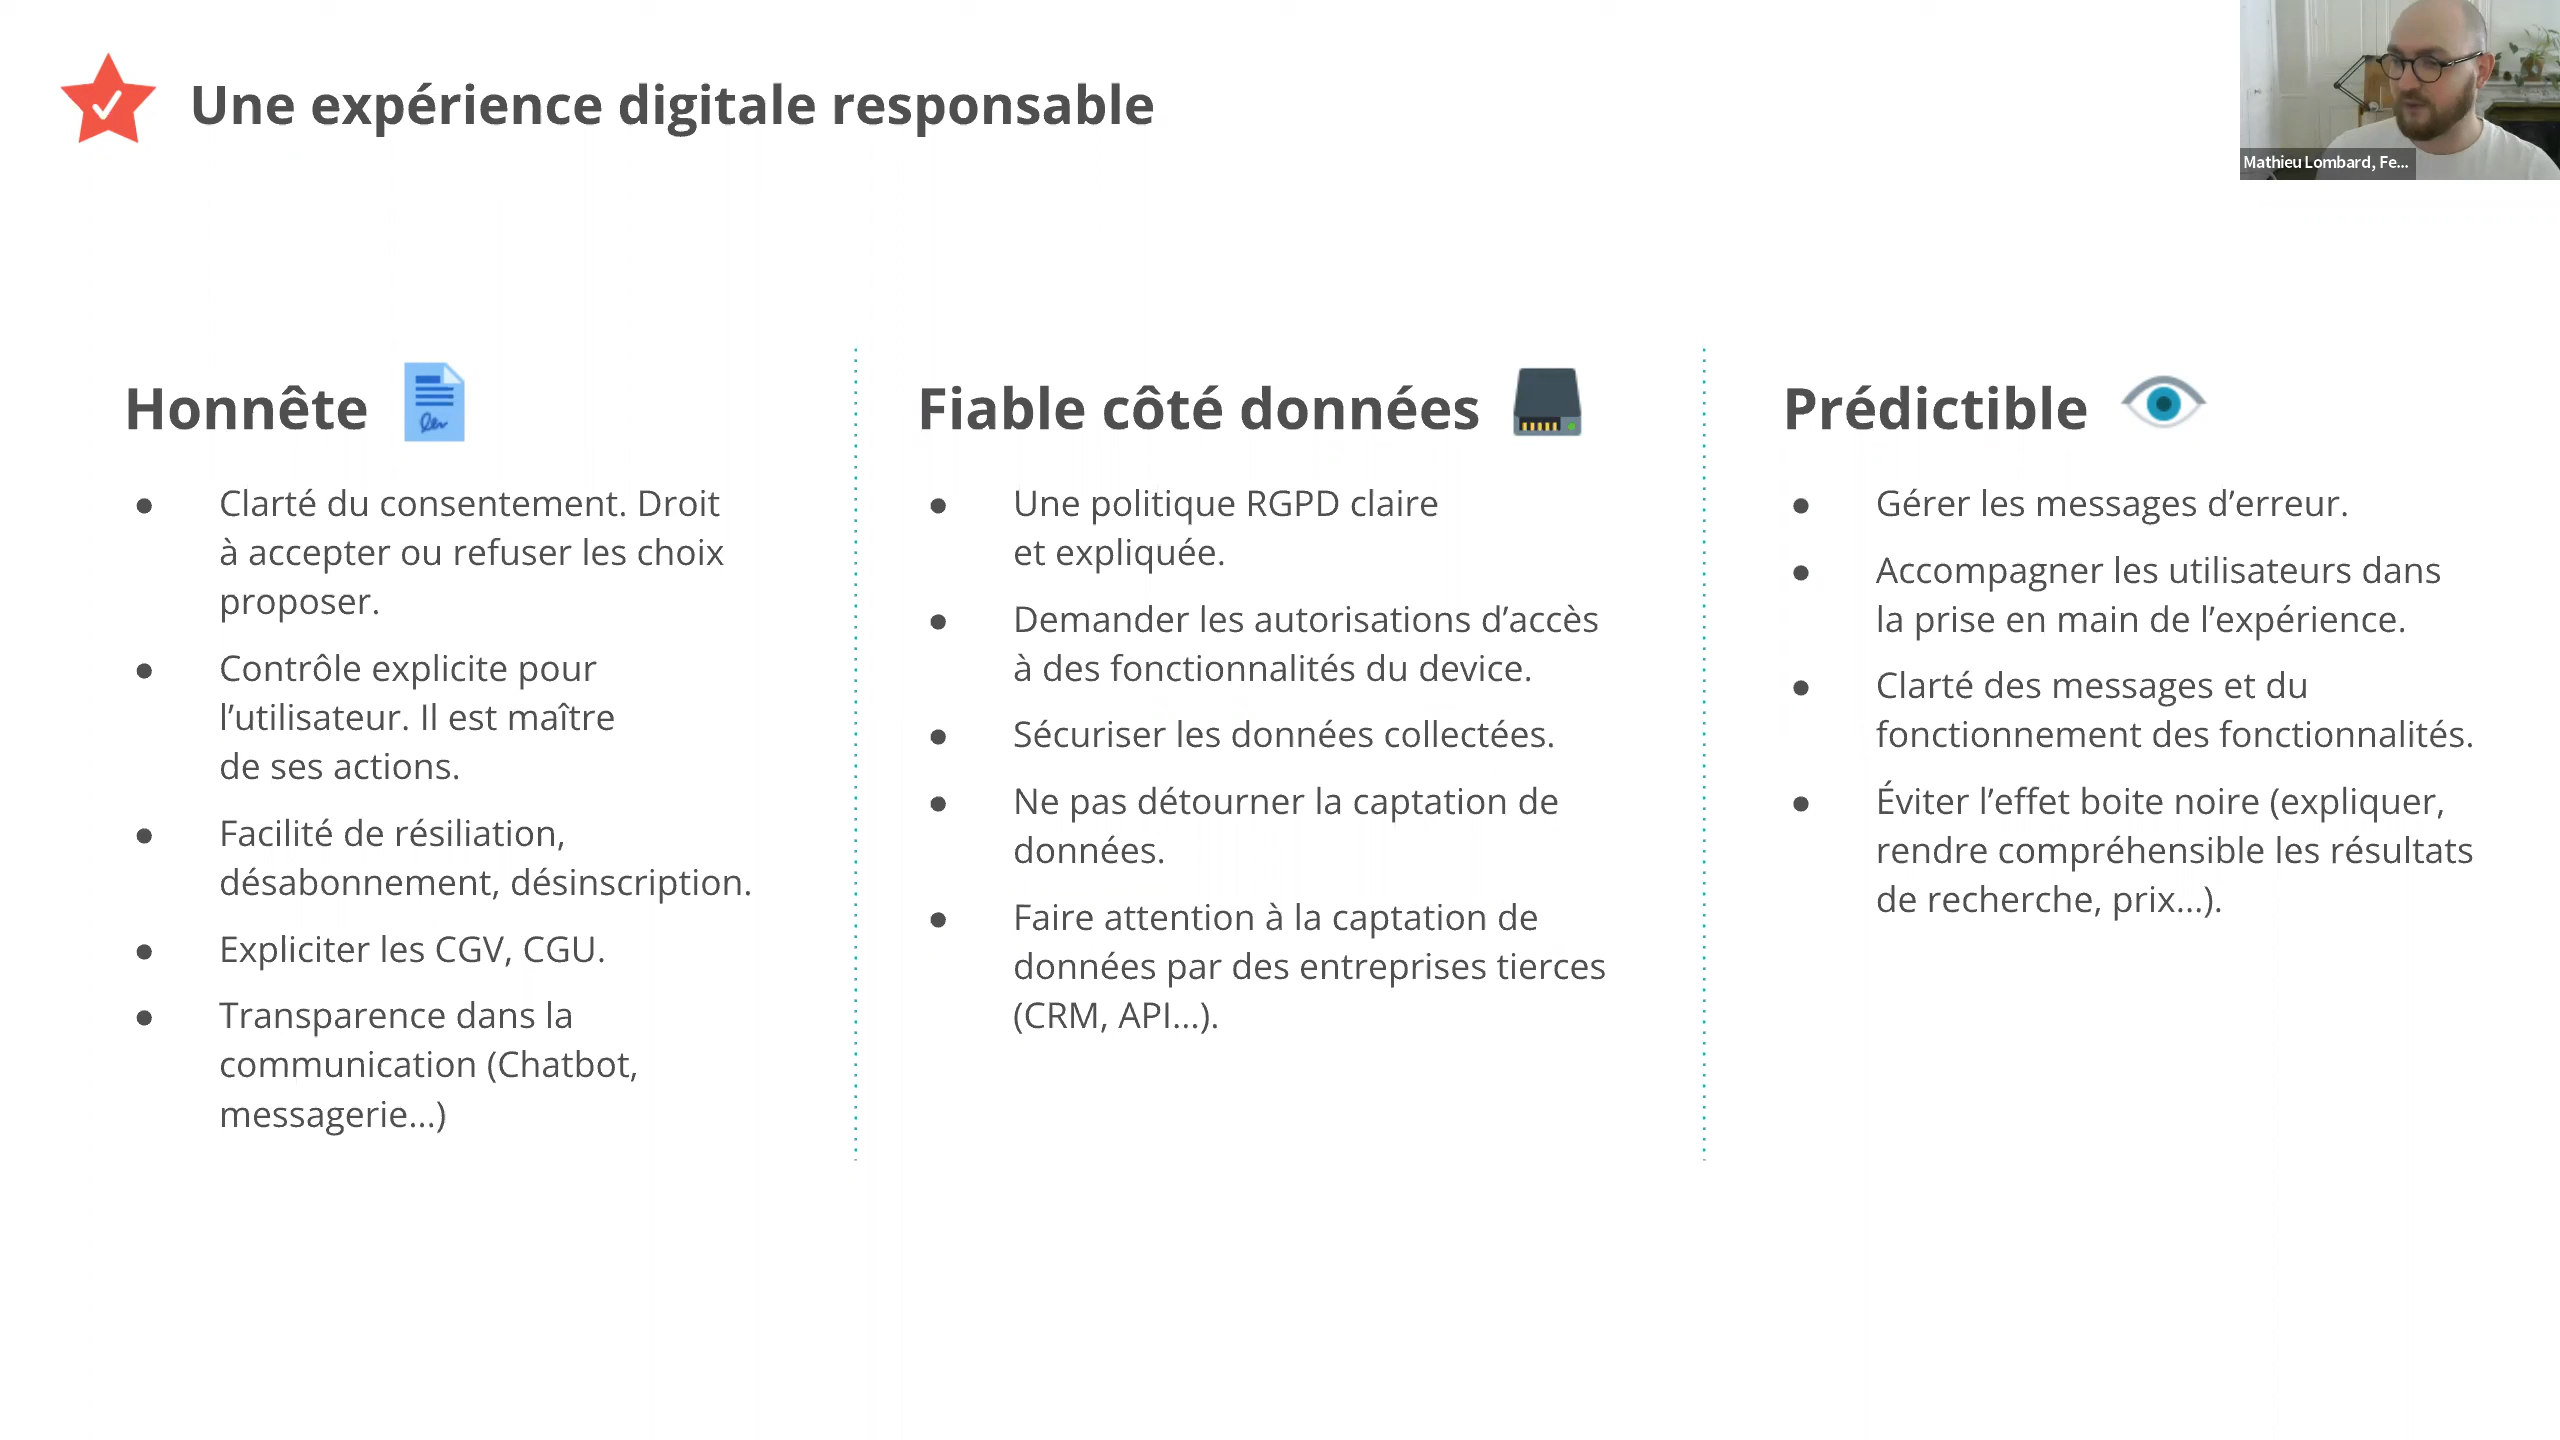 Une expérience digitale responsable
Mathieu Lombard, Fe...
Honnête
● Clarté du consentement. Droit
à accepter ou refuser les choix
proposer.
● Contrôle explicite pour
l’utilisateur. Il est maître
de ses actions.
● Facilité de résiliation,
désabonnement, désinscription.
● Expliciter les CGV, CGU.
● Transparence dans la
communication (Chatbot,
messagerie...)
Fiable côté données
● Une politique RGPD claire
et expliquée.
● Demander les autorisations d’accès
à des fonctionnalités du device.
● Sécuriser les données collectées.
● Ne pas détourner la captation de
données.
● Faire attention à la captation de
données par des entreprises tierces
(CRM, API...).
Prédictible
● Gérer les messages d’erreur.
● Accompagner les utilisateurs dans
la prise en main de l’expérience.
● Clarté des messages et du
fonctionnement des fonctionnalités.
● Éviter l’effet boite noire (expliquer,
rendre compréhensible les résultats
de recherche, prix...).